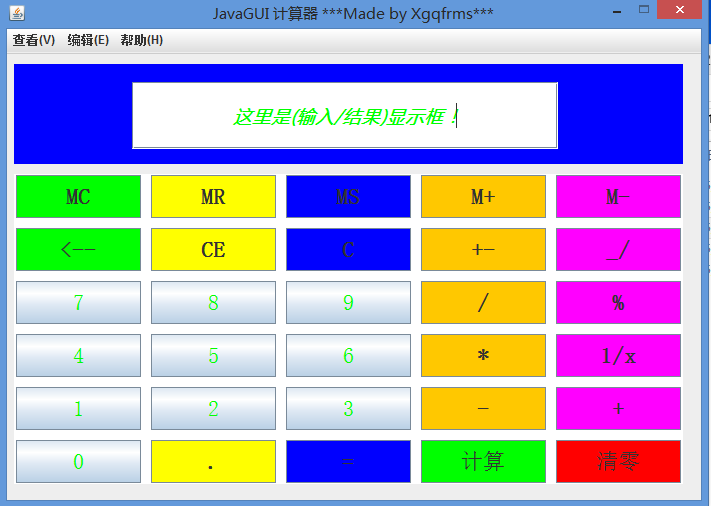 JavaGUI 计算器 ***Made by Xgqfrms***
查看(V) 编辑(E) 帮助(H)
这里是(输入/结果)显示框！
MC MR MS M+ M-
<-- CE C +- _/
7 8 9 / %
4 5 6 * 1/x
1 2 3 - +
0 . = 计算 清零